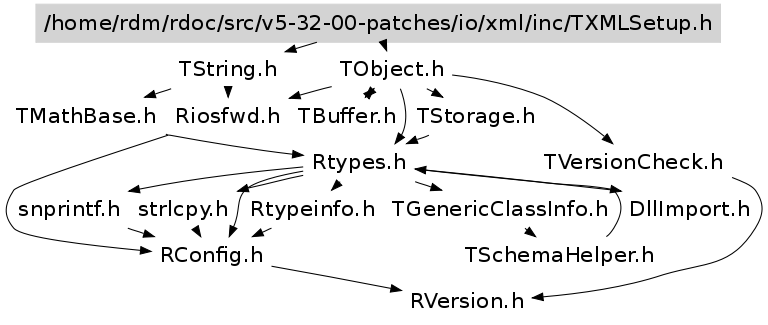 /home/rdm/rdoc/src/v5-32-00-patches/io/xml/inc/TXMLSetup.h
TString.h TObject.h
TMathBase.h Riosfwd.h TBuffer.h TStorage.h
Rtypes.h TVersionCheck.h
snprintf.h strlcpy.h Rtypeinfo.h TGenericClassInfo.h DllImport.h
RConfig.h TSchemaHelper.h
RVersion.h